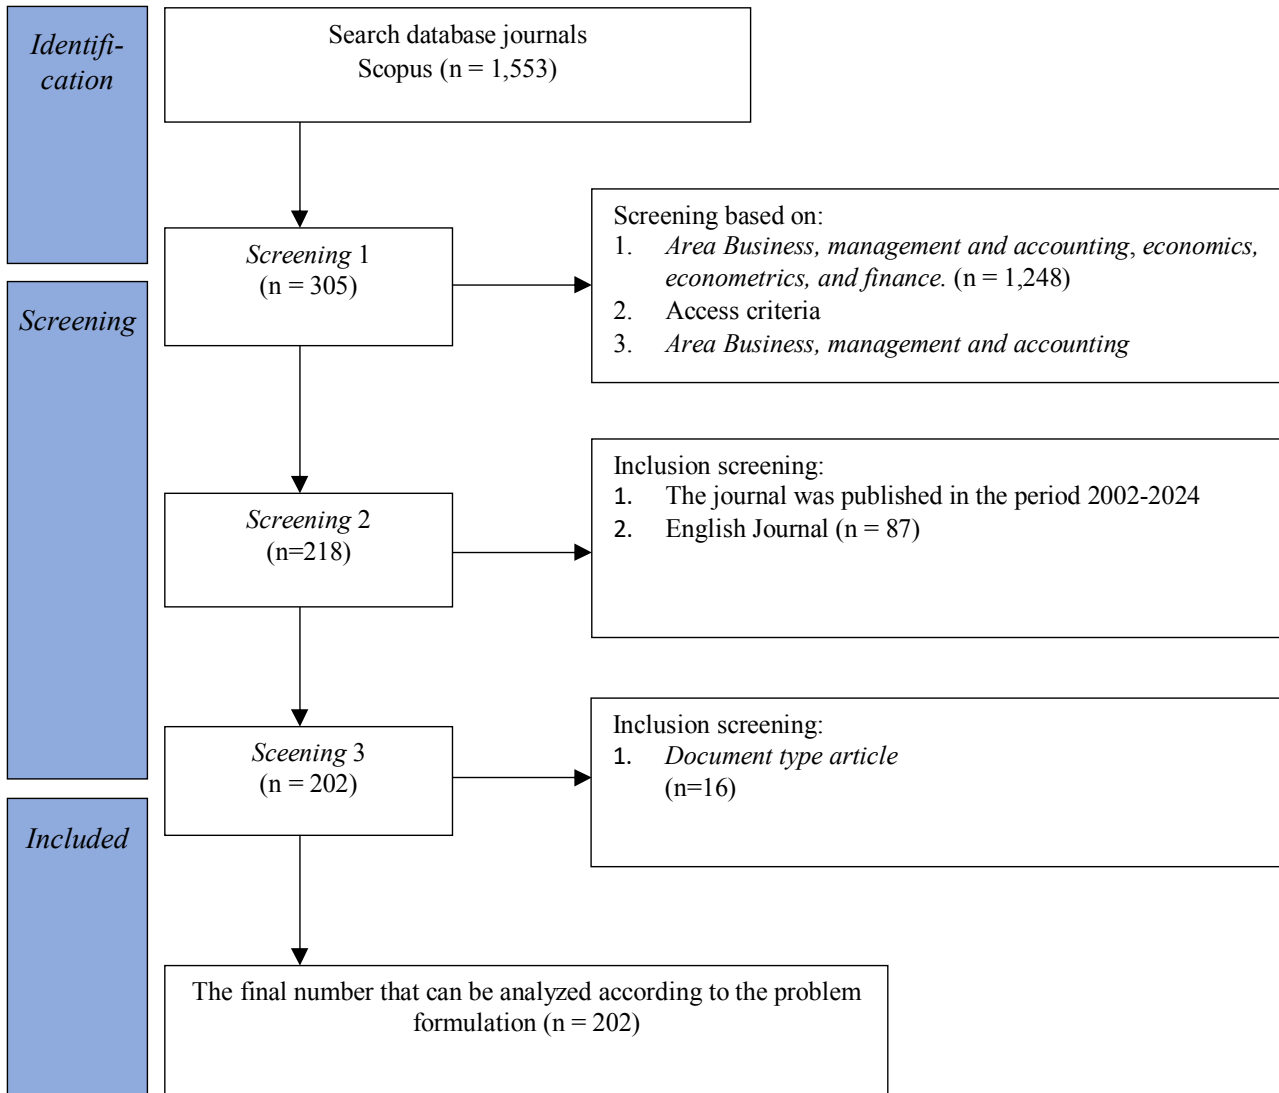 Identifi-
cation
Search database journals
Scopus (n = 1,553)
Screening 1
(n = 305)
Screening based on:
1. Area Business, management and accounting, economics,
econometrics, and finance. (n = 1,248)
2. Access criteria
3. Area Business, management and accounting
Screening
Screening 2
(n=218)
Inclusion screening:
1. The journal was published in the period 2002-2024
2. English Journal (n = 87)
Sceening 3
(n = 202)
Inclusion screening:
1. Document type article
(n=16)
Included
The final number that can be analyzed according to the problem
formulation (n = 202)